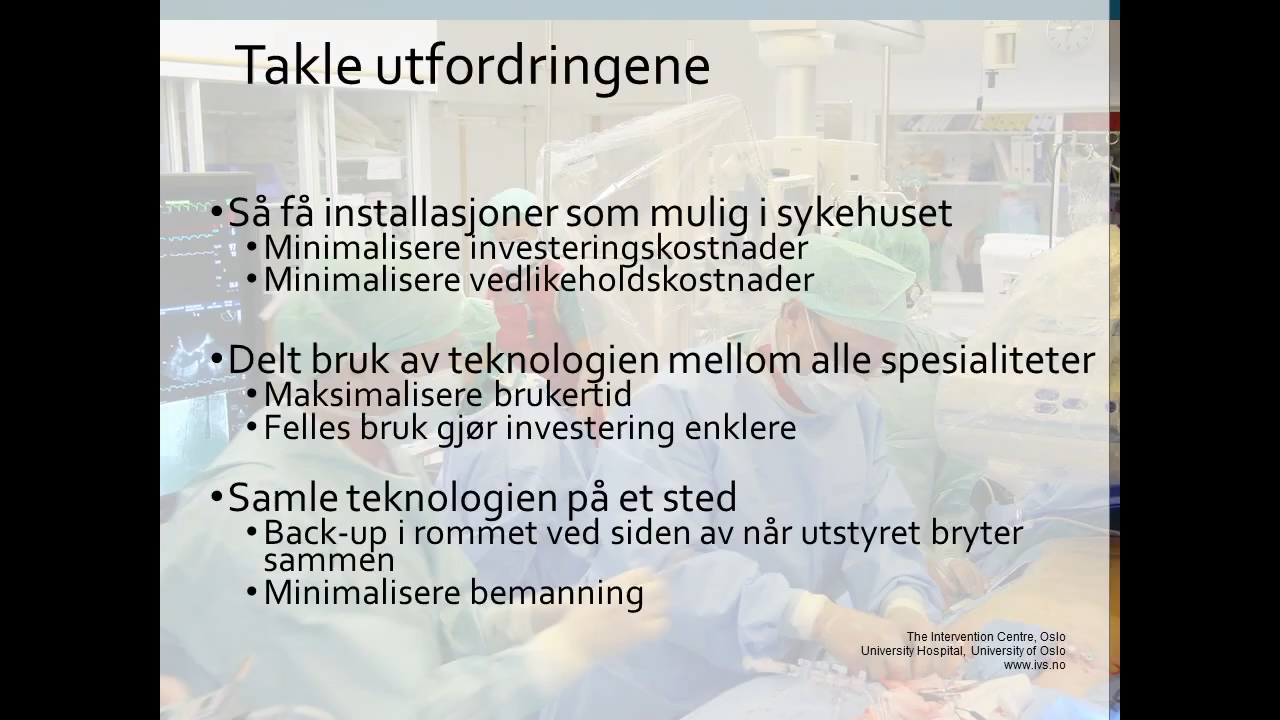 Takle utfordringene
•Så få installasjoner som mulig i sykehuset
•Minimalisere investeringskostnader
•Minimalisere vedlikeholdskostnader
•Delt bruk av teknologien mellom alle spesialiteter
•Maksimalisere brukertid
•Felles bruk gjør investering enklere
•Samle teknologien på et sted
•Back-up i rommet ved siden av når utstyret bryter
sammen
•Minimalisere bemanning
The Intervention Centre, Oslo
University Hospital, University of Oslo
www.ivs.no